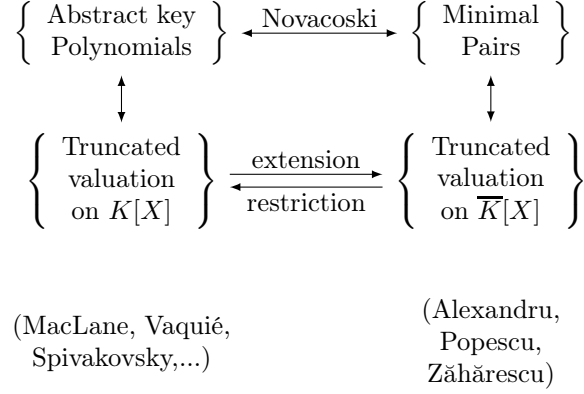 Abstract key
Polynomials
Novacoski
Minimal
Pairs
Truncated
valuation
on K[X]
extension
restriction
Truncated
valuation
on K̅[X]
(MacLane, Vaquié,
Spivakovsky,...)
(Alexandru,
Popescu,
Zăhărescu)